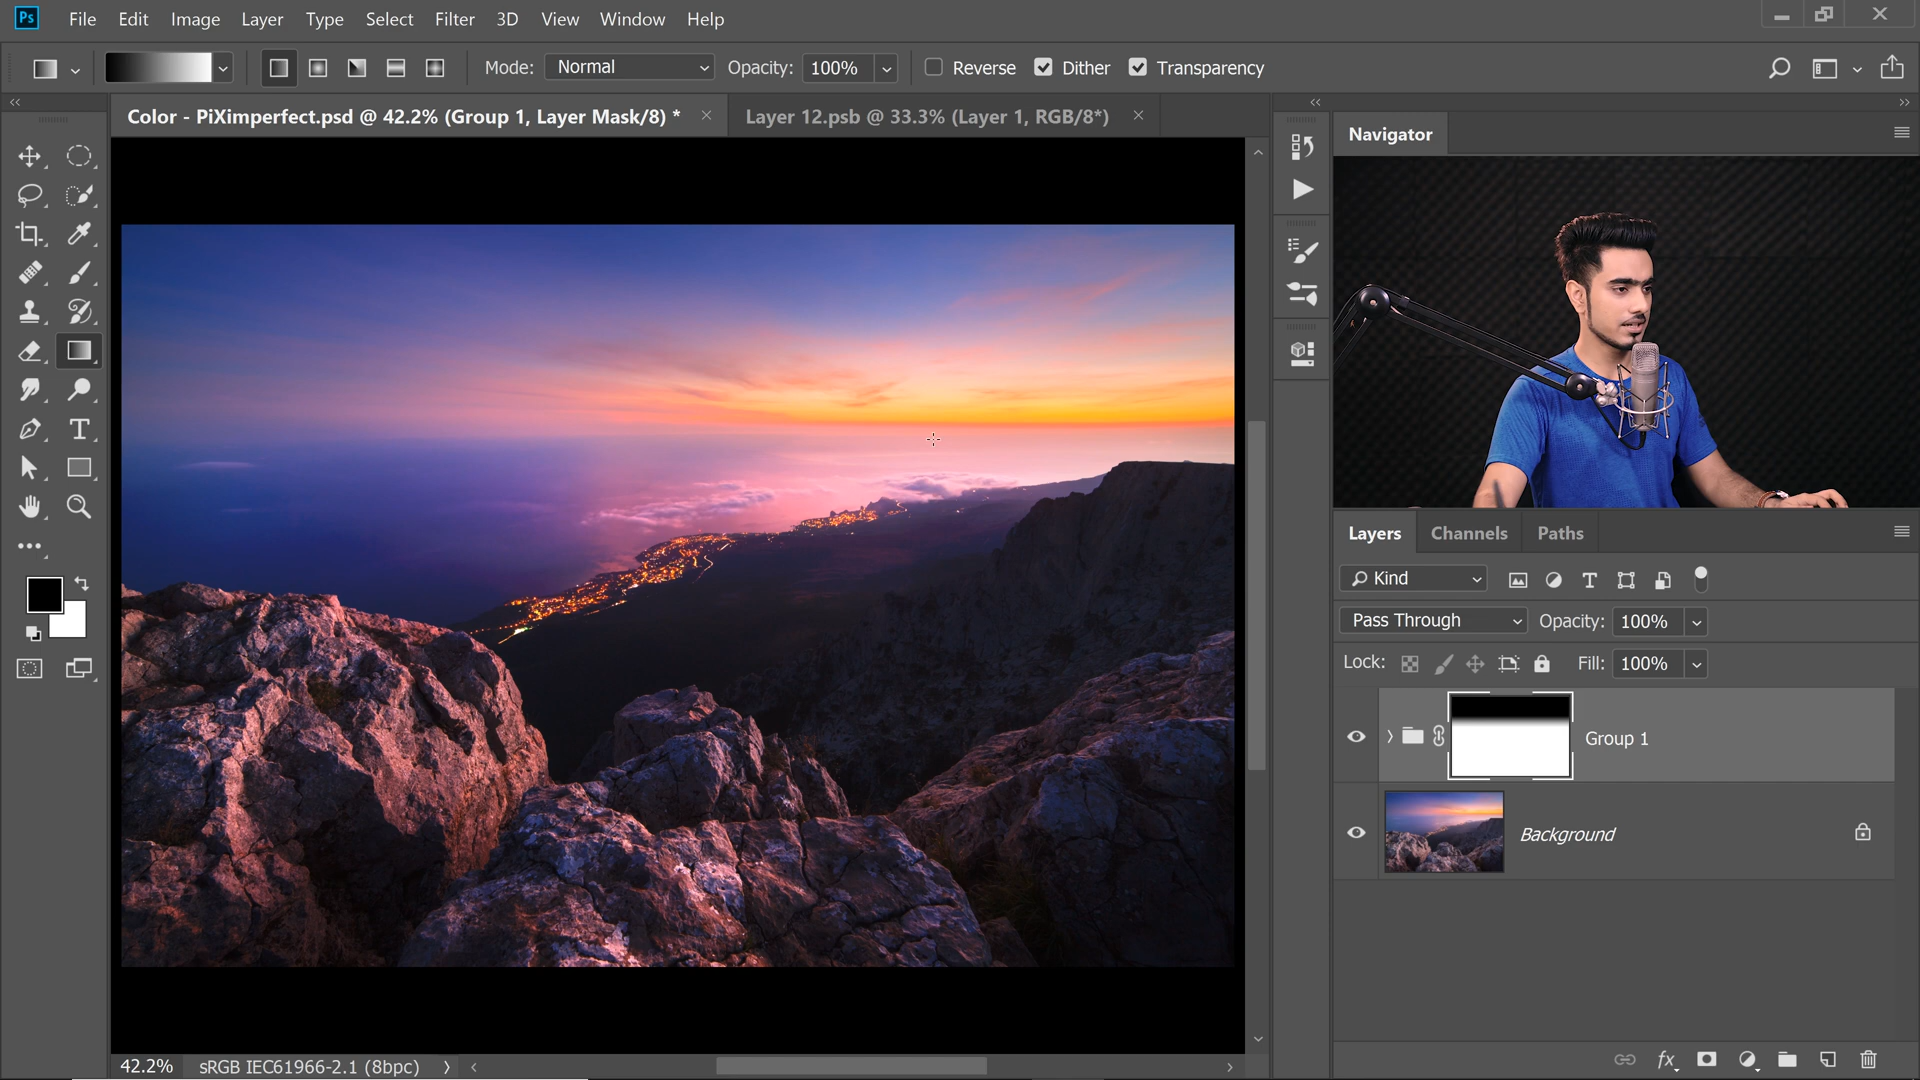 Ps File Edit Image Layer Type Select Filter 3D View Window Help
Mode: Normal Opacity: 100% Reverse Dither Transparency
Color - PiXimperfect.psd @ 42.2% (Group 1, Layer Mask/8) * Layer 12.psb @ 33.3% (Layer 1, RGB/8*)
Navigator
Layers Channels Paths
Kind
Pass Through Opacity: 100%
Lock: Fill: 100%
Group 1
Background
42.2% sRGB IEC61966-2.1 (8bpc)
fx